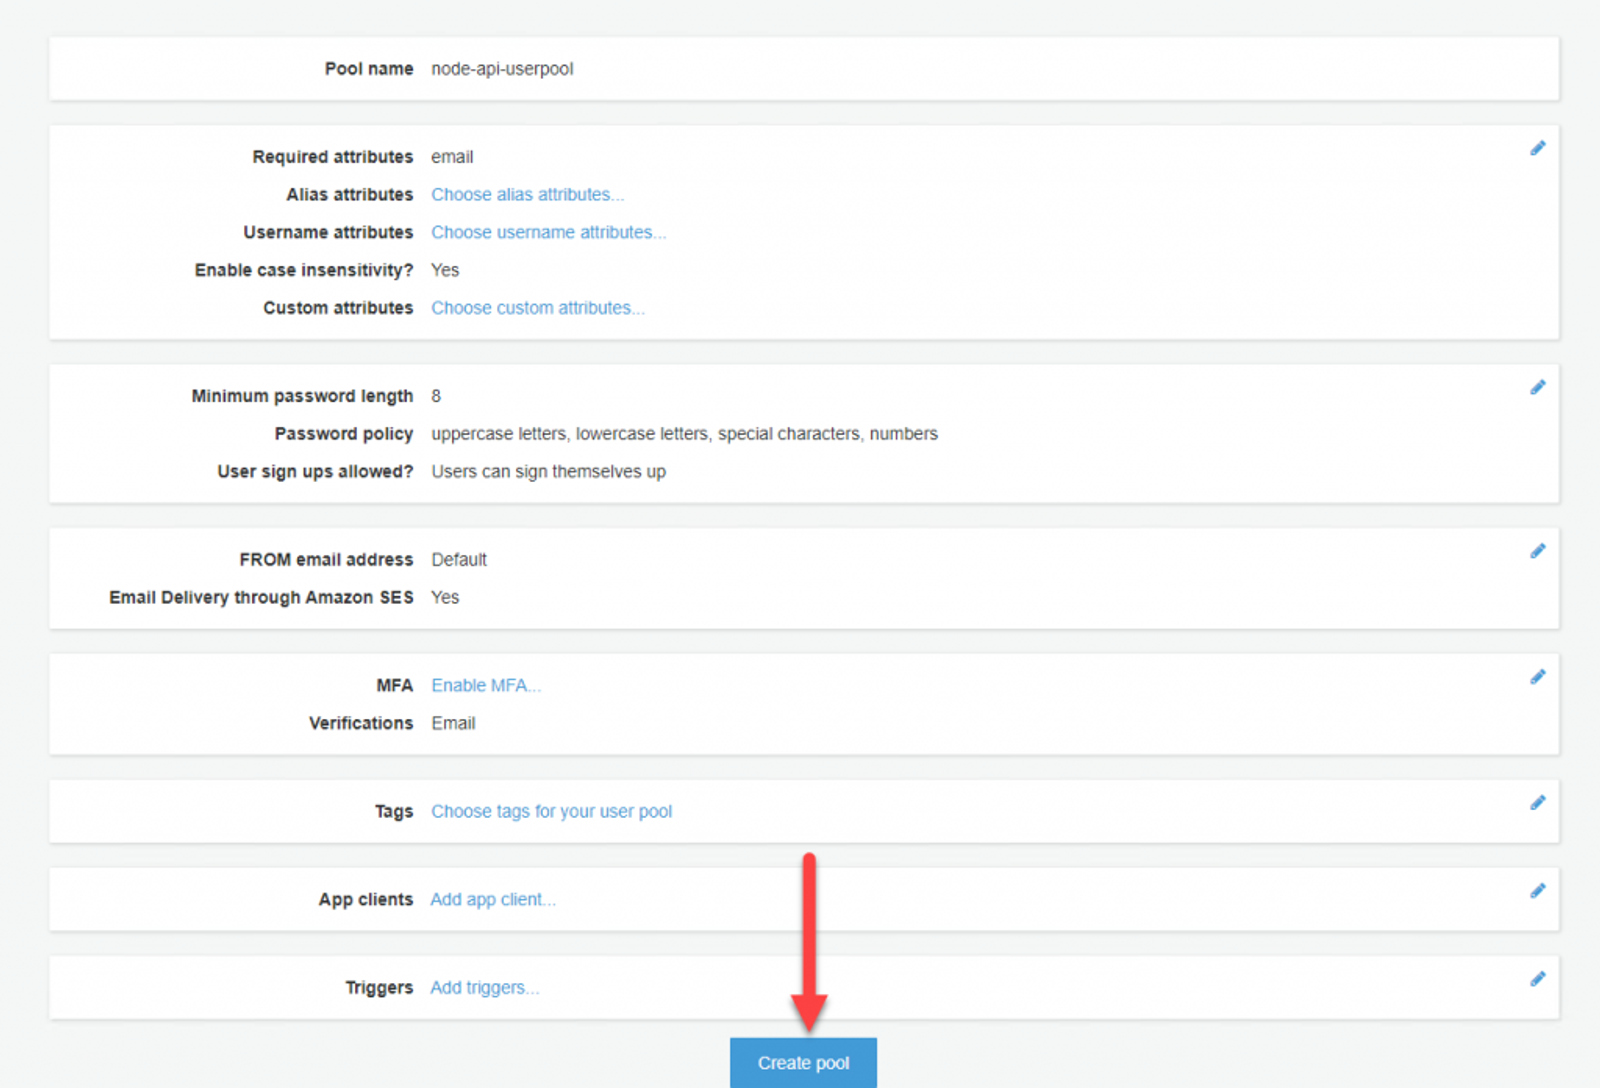 Pool name node-api-userpool
Required attributes email
Alias attributes Choose alias attributes...
Username attributes Choose username attributes...
Enable case insensitivity? Yes
Custom attributes Choose custom attributes...
Minimum password length 8
Password policy uppercase letters, lowercase letters, special characters, numbers
User sign ups allowed? Users can sign themselves up
FROM email address Default
Email Delivery through Amazon SES Yes
MFA Enable MFA...
Verifications Email
Tags Choose tags for your user pool
App clients Add app client...
Triggers Add triggers...
Create pool